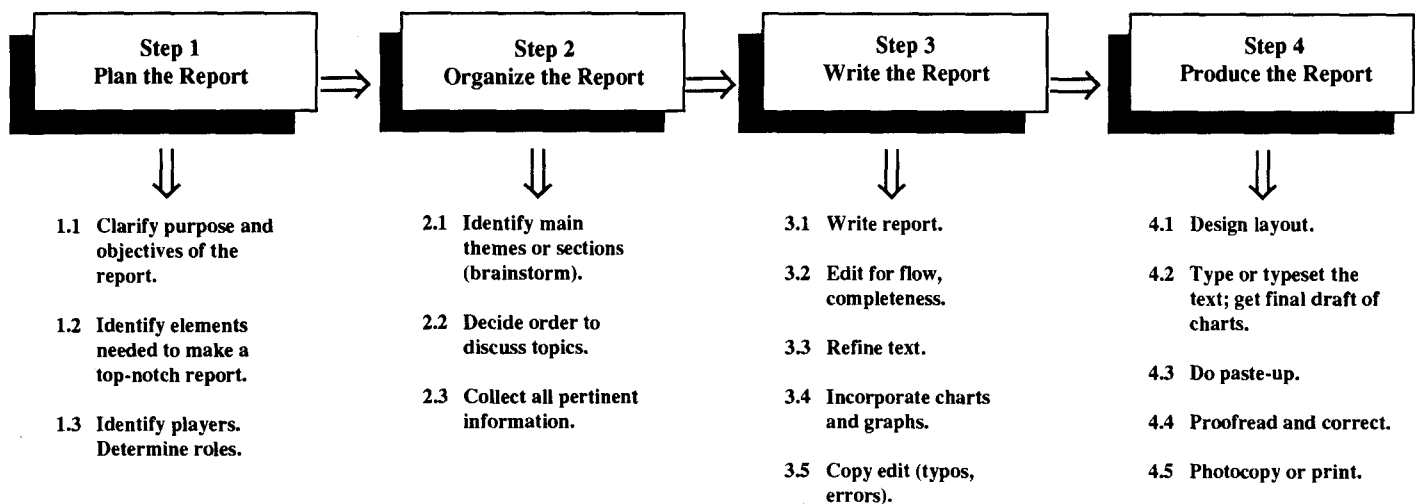 Step 1
Plan the Report
Step 2
Organize the Report
Step 3
Write the Report
Step 4
Produce the Report
1.1 Clarify purpose and
objectives of the
report.
1.2 Identify elements
needed to make a
top-notch report.
1.3 Identify players.
Determine roles.
2.1 Identify main
themes or sections
(brainstorm).
2.2 Decide order to
discuss topics.
2.3 Collect all pertinent
information.
3.1 Write report.
3.2 Edit for flow,
completeness.
3.3 Refine text.
3.4 Incorporate charts
and graphs.
3.5 Copy edit (typos,
errors).
4.1 Design layout.
4.2 Type or typeset the
text; get final draft of
charts.
4.3 Do paste-up.
4.4 Proofread and correct.
4.5 Photocopy or print.